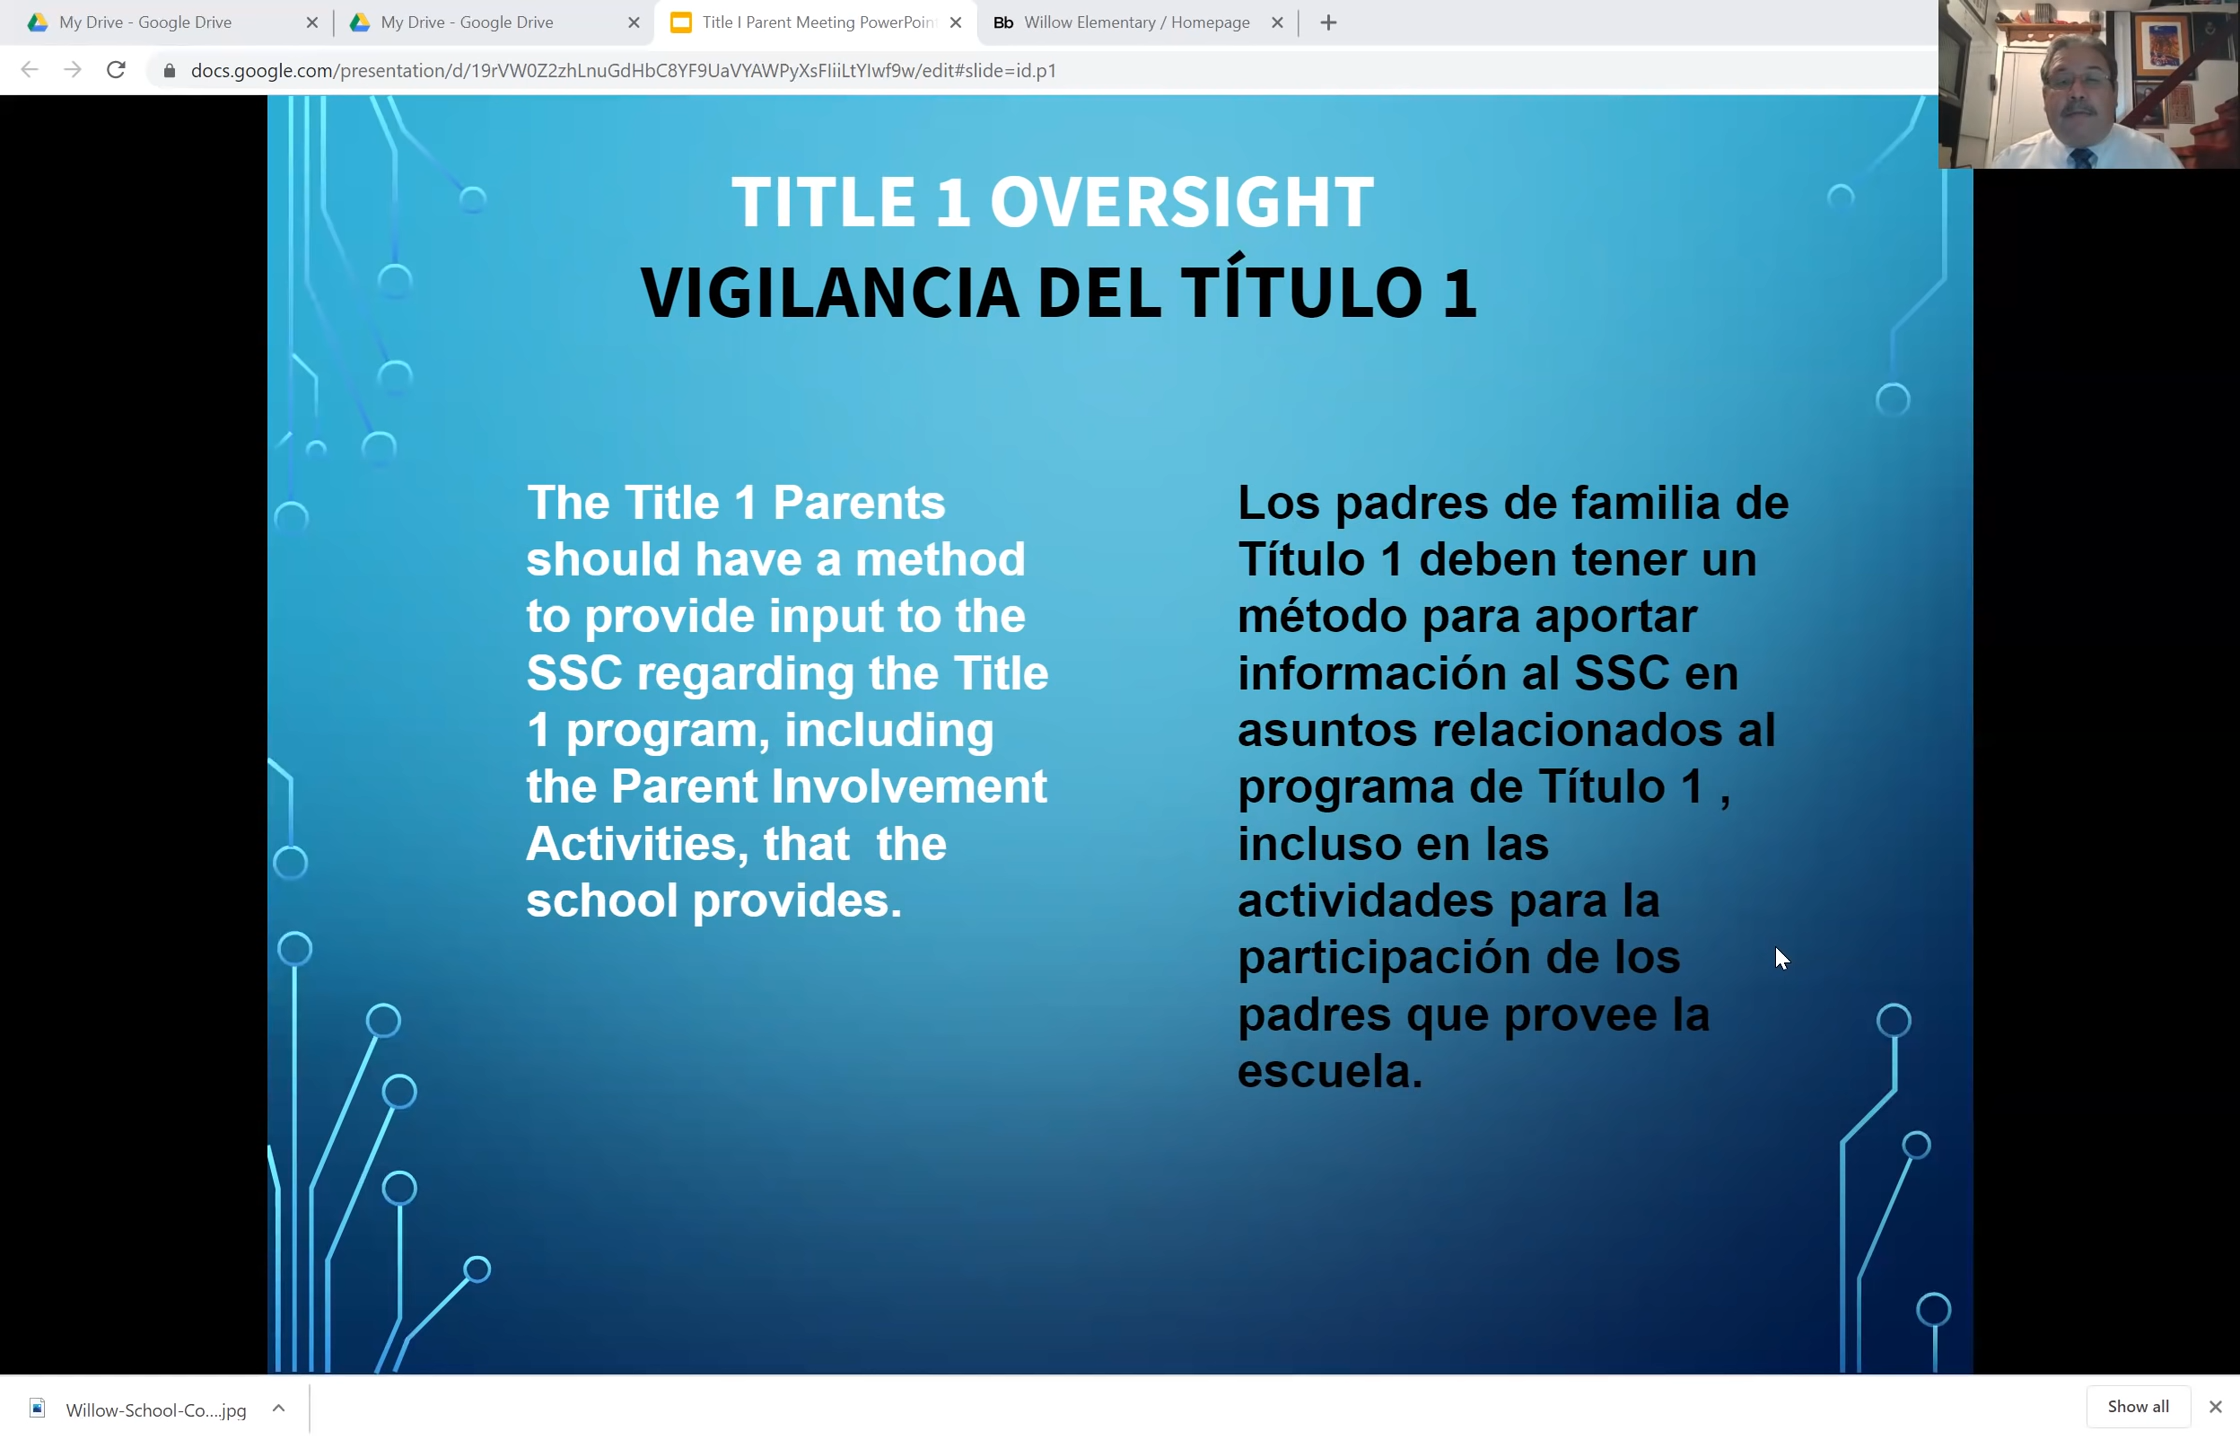 My Drive - Google Drive
My Drive - Google Drive
Title I Parent Meeting PowerPoin
Bb Willow Elementary / Homepage
docs.google.com/presentation/d/19rVW0Z2zhLnuGdHbC8YF9UaVYAWPyXsFIiiLtYIwf9w/edit#slide=id.p1
TITLE 1 OVERSIGHT
VIGILANCIA DEL TÍTULO 1
The Title 1 Parents
should have a method
to provide input to the
SSC regarding the Title
1 program, including
the Parent Involvement
Activities, that  the
school provides.
Los padres de familia de
Título 1 deben tener un
método para aportar
información al SSC en
asuntos relacionados al
programa de Título 1 ,
incluso en las
actividades para la
participación de los
padres que provee la
escuela.
Willow-School-Co....jpg
Show all